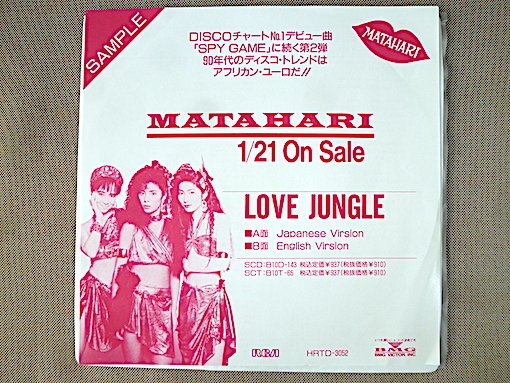 SAMPLE
DISCOチャートNo.1デビュー曲
「SPY GAME」に続く第2弾
90年代のディスコ・トレンドは
アフリカン・ユーロだ!!
MATAHARI
MATAHARI
1/21 On Sale
LOVE JUNGLE
■A面 Japanese Virsion
■B面 English Virsion
SCD:B10D-143 税込定価¥937(税抜価格¥910)
SCT:B10T-65 税込定価¥937(税抜価格¥910)
RCA
HRTD-3052
BMG
BMG VICTOR, INC.